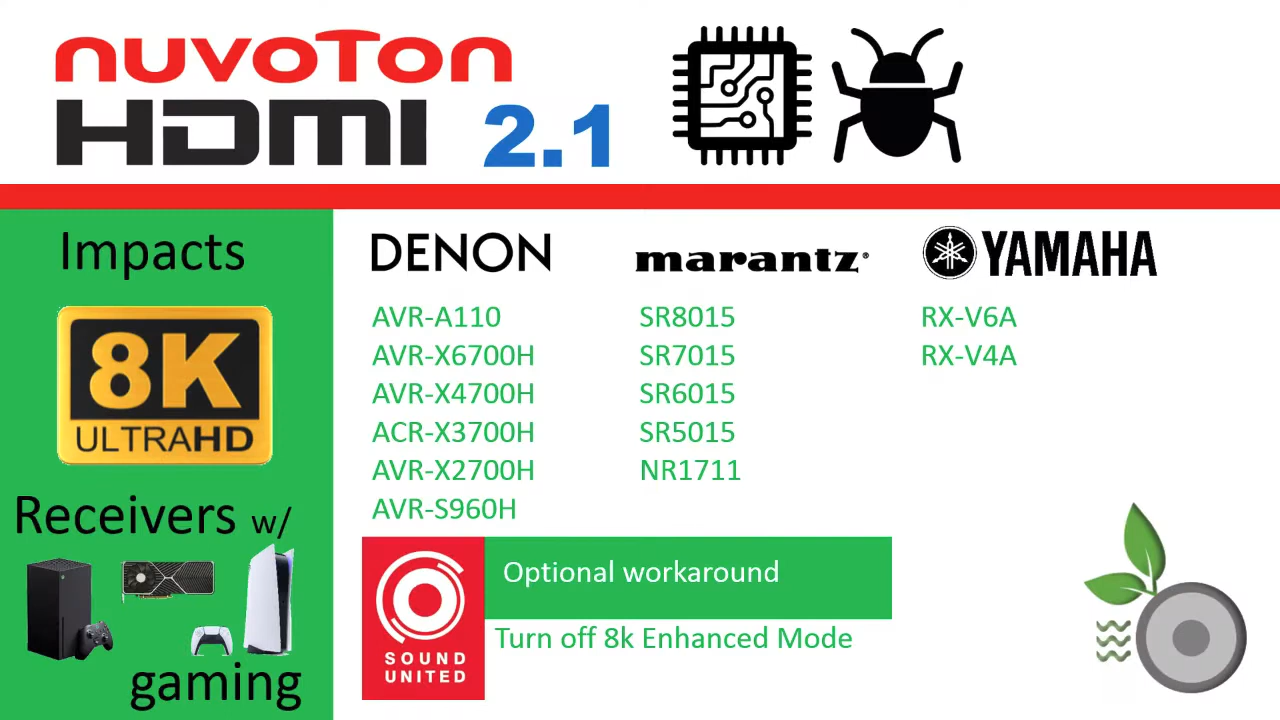 nuvoTon
HDMI 2.1
Impacts
8K
ULTRAHD
Receivers w/
gaming
DENON
AVR-A110
AVR-X6700H
AVR-X4700H
ACR-X3700H
AVR-X2700H
AVR-S960H
marantz®
SR8015
SR7015
SR6015
SR5015
NR1711
YAMAHA
RX-V6A
RX-V4A
SOUND
UNITED
Optional workaround
Turn off 8k Enhanced Mode